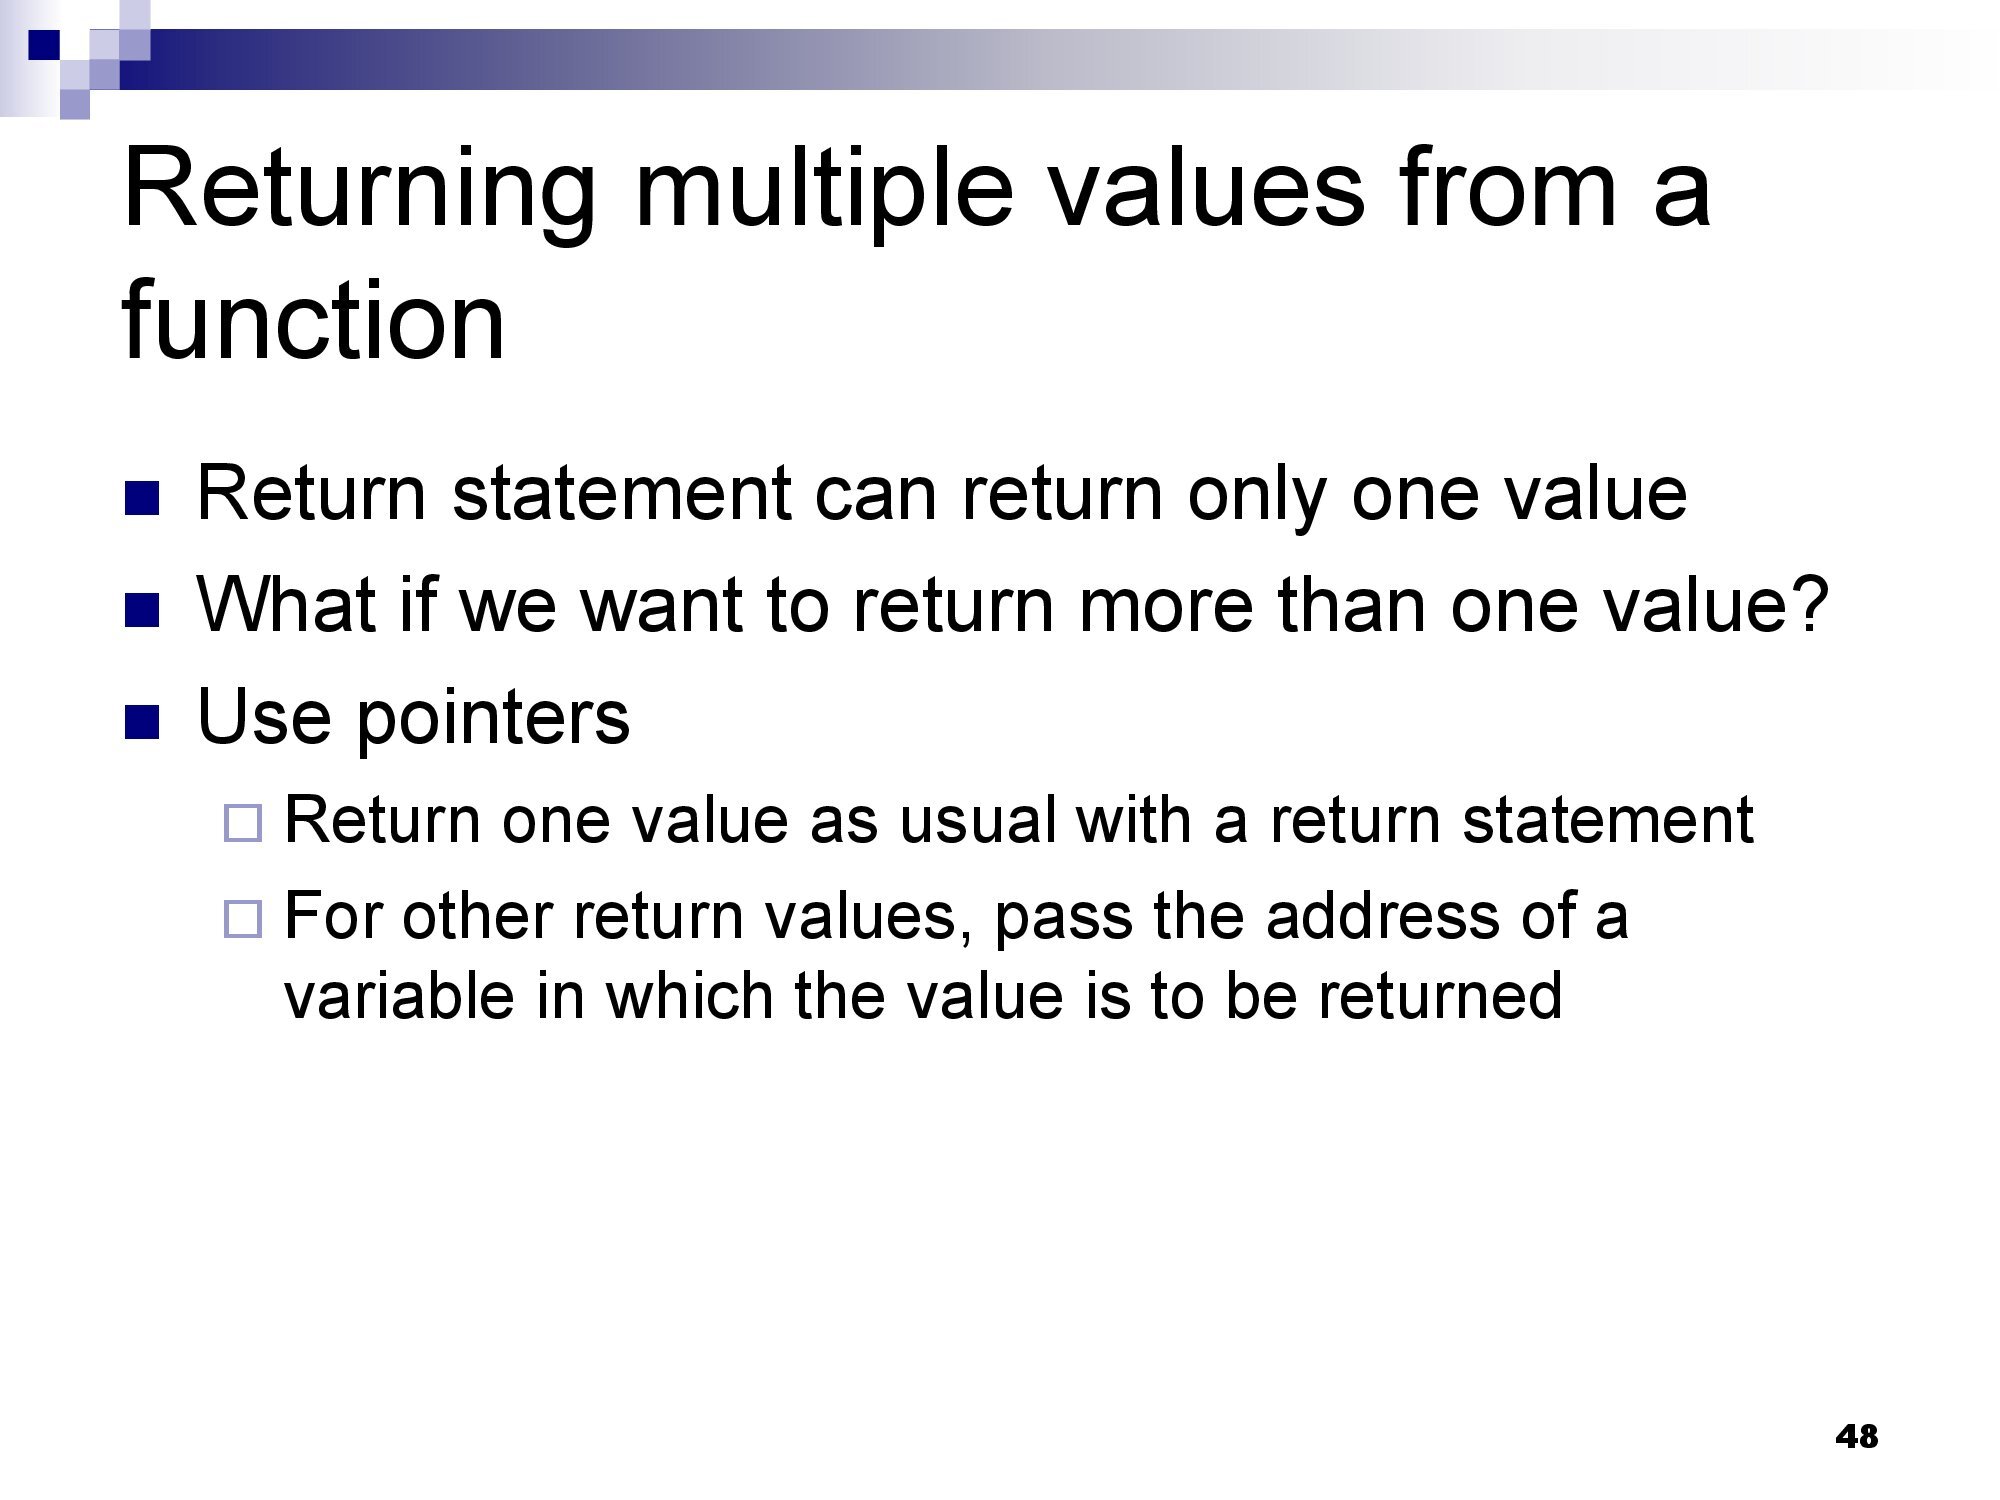 Returning multiple values from a
function
Return statement can return only one value
What if we want to return more than one value?
Use pointers
Return one value as usual with a return statement
For other return values, pass the address of a
variable in which the value is to be returned
48